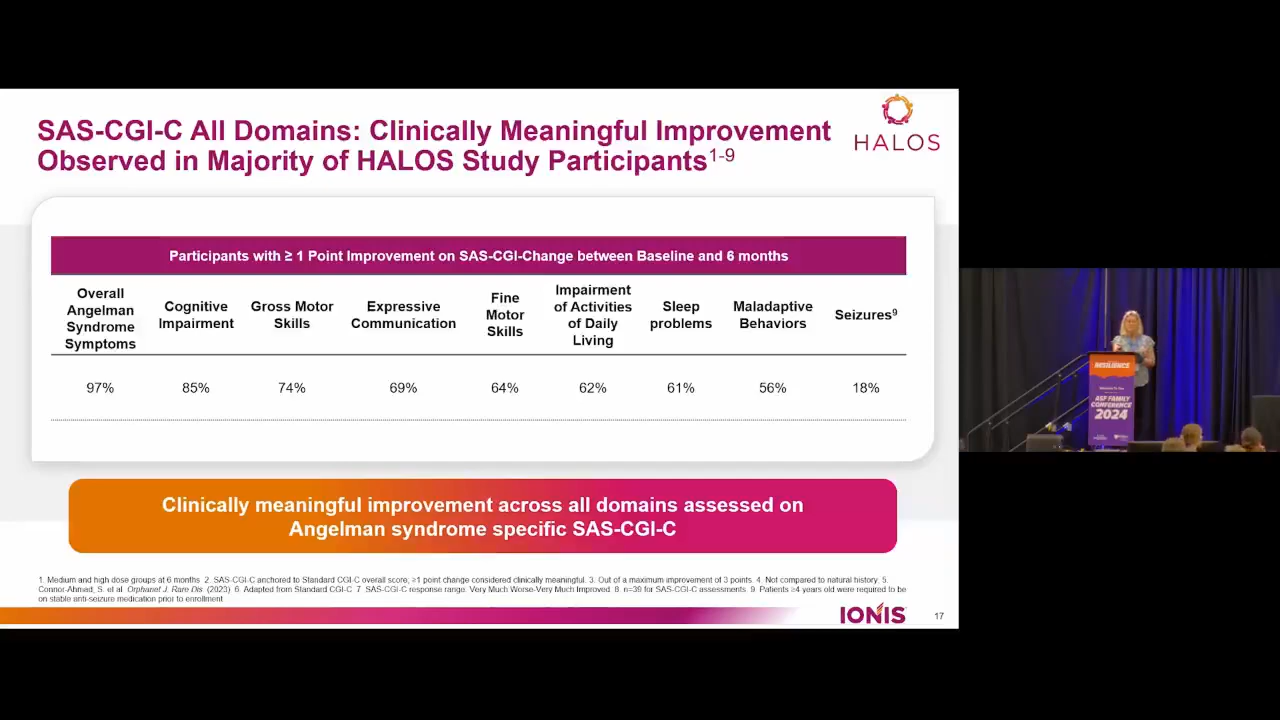 SAS-CGI-C All Domains: Clinically Meaningful Improvement
Observed in Majority of HALOS Study Participants1-9
HALOS
Participants with ≥ 1 Point Improvement on SAS-CGI-Change between Baseline and 6 months
Overall
Angelman
Syndrome
Symptoms
Cognitive
Impairment
Gross Motor
Skills
Expressive
Communication
Fine
Motor
Skills
Impairment
of Activities
of Daily
Living
Sleep
problems
Maladaptive
Behaviors
Seizures9
97% 85% 74% 69% 64% 62% 61% 56% 18%
Clinically meaningful improvement across all domains assessed on
Angelman syndrome specific SAS-CGI-C
1. Medium and high dose groups at 6 months 2. SAS-CGI-C anchored to Standard CGI-C overall score; ≥1 point change considered clinically meaningful. 3. Out of a maximum improvement of 3 points. 4. Not compared to natural history. 5.
Connor-Ahmad, S. et al. Orphanet J. Rare Dis. (2023). 6. Adapted from Standard CGI-C. 7. SAS-CGI-C response range: Very Much Worse-Very Much Improved. 8. n=39 for SAS-CGI-C assessments. 9. Patients ≥4 years old were required to be
on stable anti-seizure medication prior to enrollment.
IONIS
17
RESILIENCE
ASF FAMILY
CONFERENCE
2024